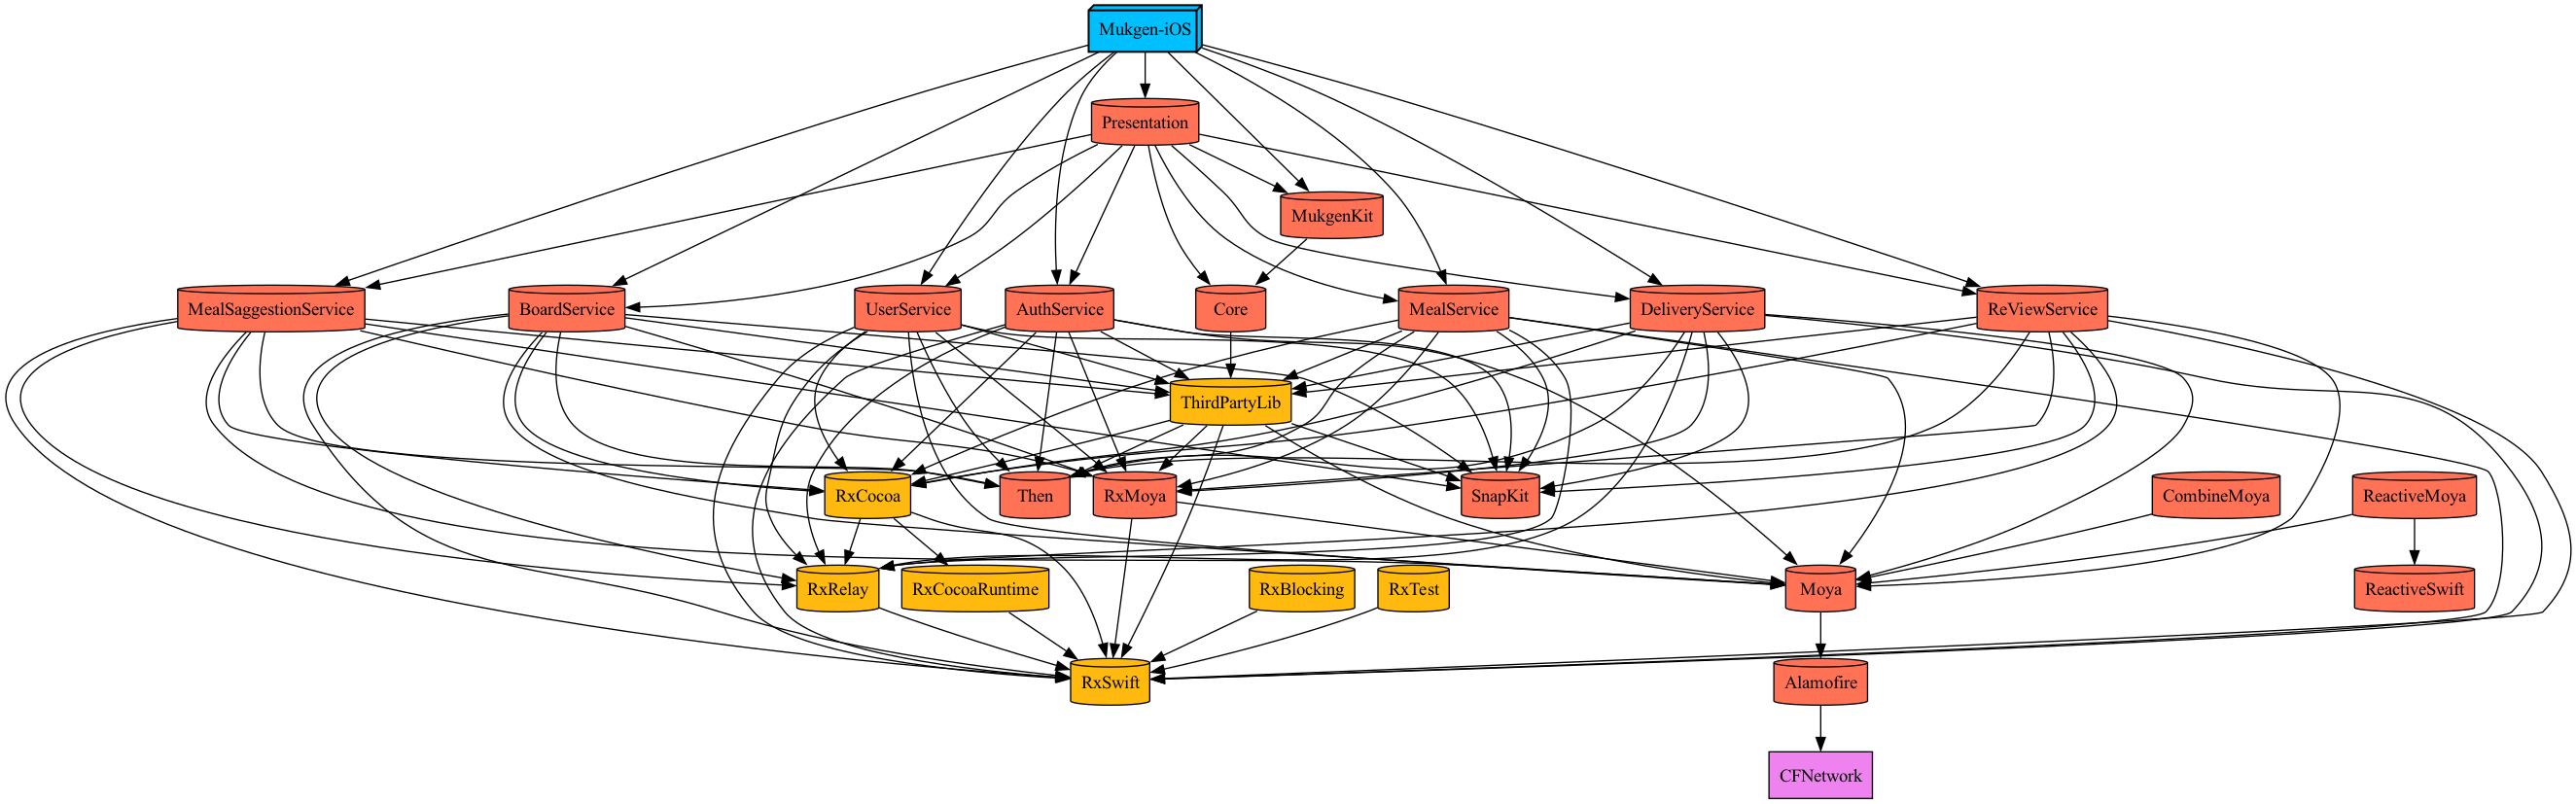 Mukgen-iOS
Presentation
MukgenKit
MealSaggestionService
BoardService
UserService
AuthService
Core
MealService
DeliveryService
ReViewService
ThirdPartyLib
RxCocoa
Then
RxMoya
SnapKit
CombineMoya
ReactiveMoya
RxRelay
RxCocoaRuntime
RxBlocking
RxTest
Moya
ReactiveSwift
RxSwift
Alamofire
CFNetwork